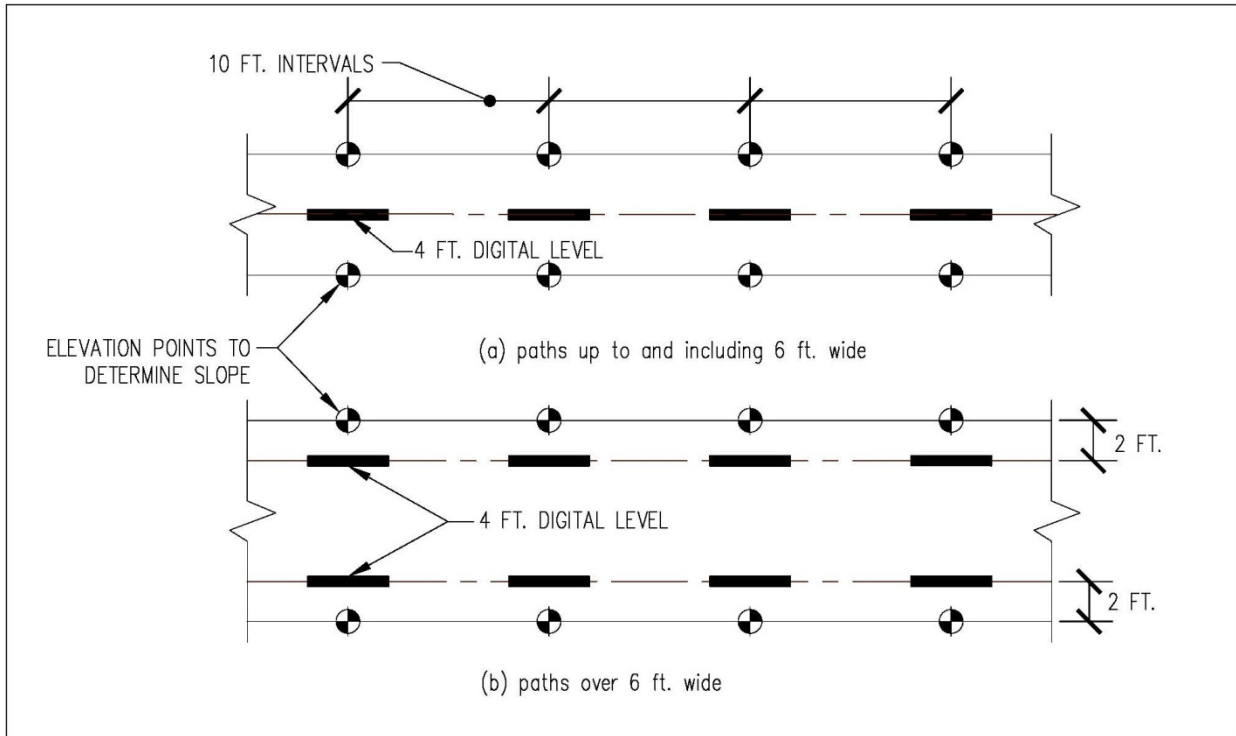 10 FT. INTERVALS
4 FT. DIGITAL LEVEL
ELEVATION POINTS TO
DETERMINE SLOPE
(a) paths up to and including 6 ft. wide
2 FT.
4 FT. DIGITAL LEVEL
2 FT.
(b) paths over 6 ft. wide